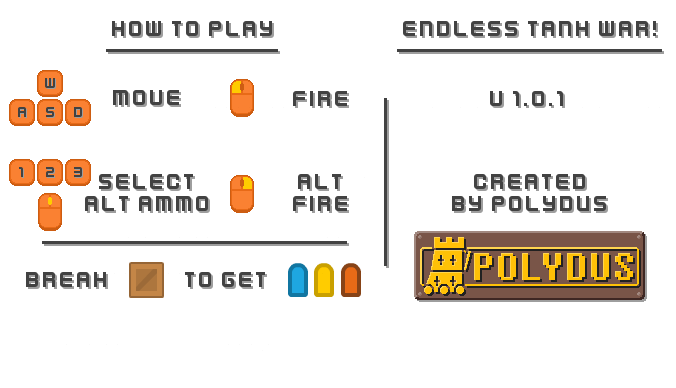 HOW TO PLAY
W
A S D
MOVE
FIRE
1 2 3
SELECT
ALT AMMO
ALT
FIRE
BREAK
TO GET
ENDLESS TANK WAR!
V 1.0.1
CREATED
BY POLYDUS
POLYDUS